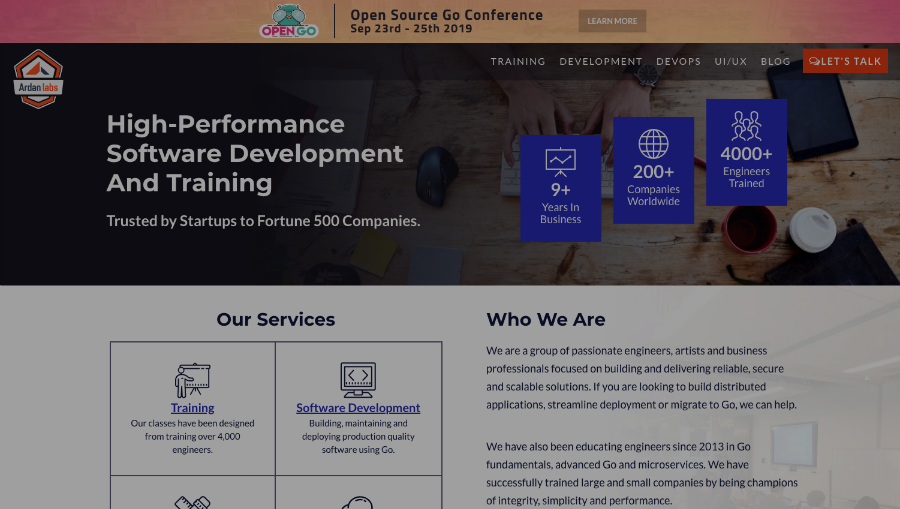 OPEN GO
Open Source Go Conference
Sep 23rd - 25th 2019
LEARN MORE
Ardan labs
TRAINING DEVELOPMENT DEVOPS UI/UX BLOG LET'S TALK
High-Performance
Software Development
And Training
Trusted by Startups to Fortune 500 Companies.
9+
Years In
Business
200+
Companies
Worldwide
4000+
Engineers
Trained
Our Services
Training
Our classes have been designed
from training over 4,000
engineers.
Software Development
Building, maintaining and
deploying production quality
software using Go.
Who We Are
We are a group of passionate engineers, artists and business
professionals focused on building and delivering reliable, secure
and scalable solutions. If you are looking to build distributed
applications, streamline deployment or migrate to Go, we can help.
We have also been educating engineers since 2013 in Go
fundamentals, advanced Go and microservices. We have
successfully trained large and small companies by being champions
of integrity, simplicity and performance.